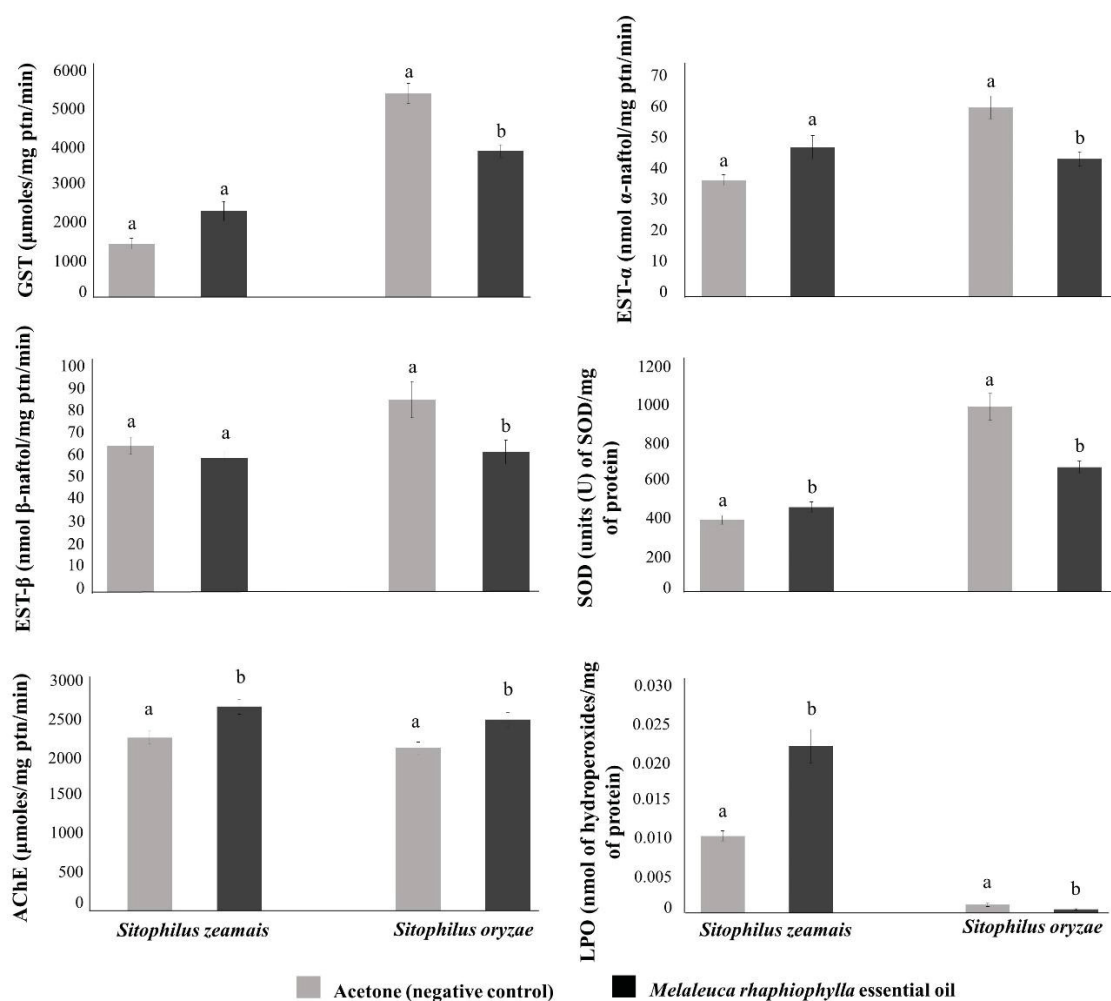 GST (μmoles/mg ptn/min)
6000
5000
4000
3000
2000
1000
0
a
a
a
b
EST-α (nmol α-naftol/mg ptn/min)
70
60
50
40
30
20
10
0
a
a
a
b
EST-β (nmol β-naftol/mg ptn/min)
100
90
80
70
60
50
40
30
20
10
0
a
a
a
b
SOD (units (U) of SOD/mg
of protein)
1200
1000
800
600
400
200
0
a
b
a
b
AChE (μmoles/mg ptn/min)
3000
2500
2000
1500
1000
500
0
a
b
a
b
Sitophilus zeamais
Sitophilus oryzae
LPO (nmol of hydroperoxides/mg
of protein)
0.030
0.025
0.020
0.015
0.010
0.005
0
a
b
a
b
Sitophilus zeamais
Sitophilus oryzae
Acetone (negative control)
Melaleuca rhaphiophylla essential oil